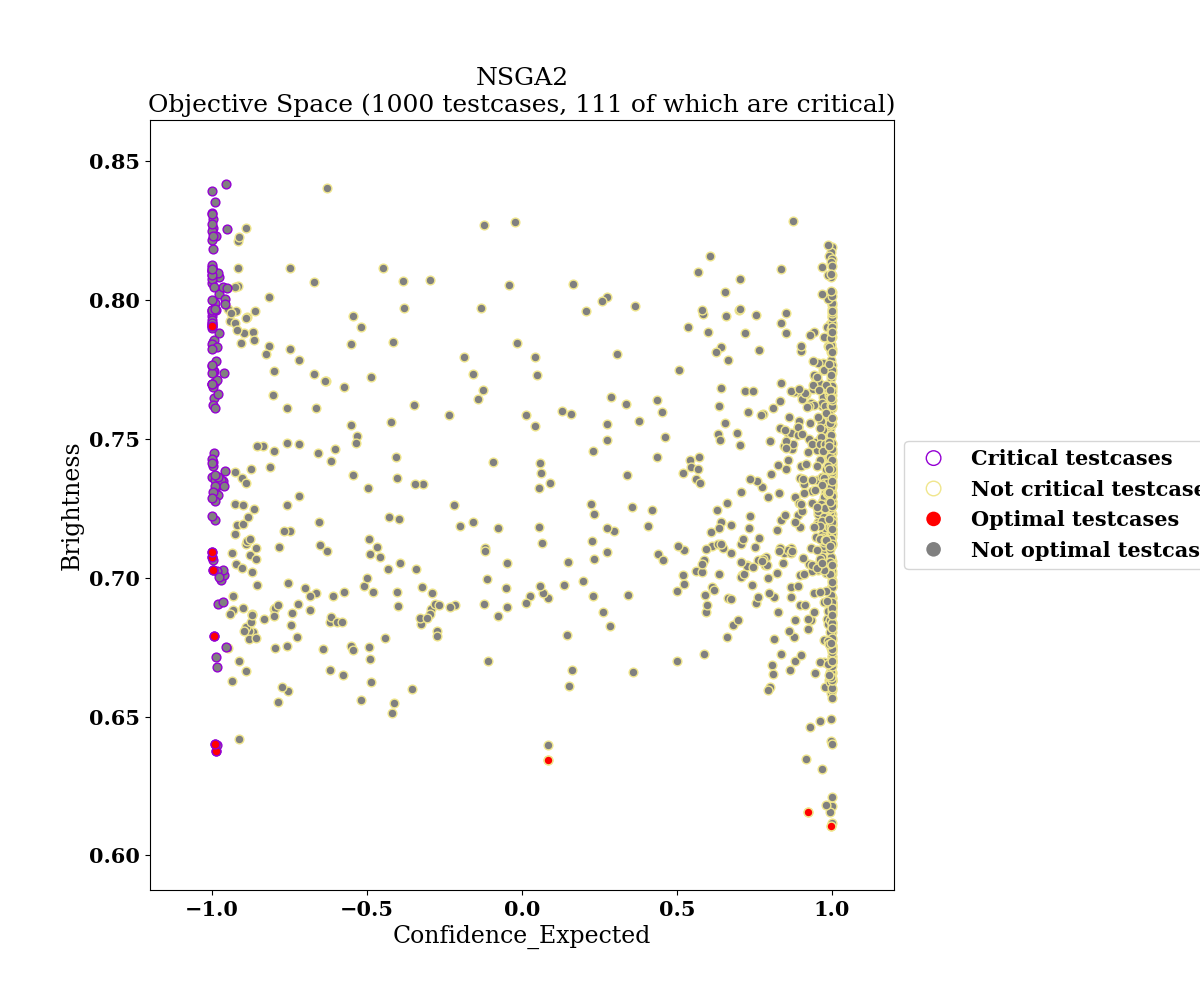 NSGA2
Objective Space (1000 testcases, 111 of which are critical)
0.85
0.80
0.75
0.70
0.65
0.60
Brightness
−1.0
−0.5
0.0
0.5
1.0
Confidence_Expected
Critical testcases
Not critical testcase
Optimal testcases
Not optimal testcas